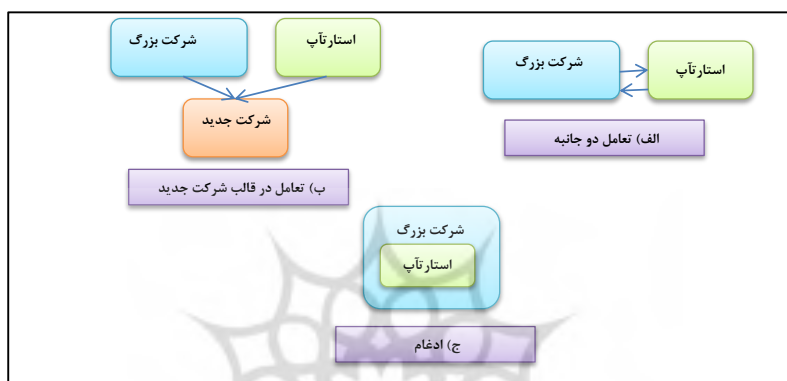 شرکت بزرگ
استارتآپ
الف) تعامل دو جانبه
استارتآپ
شرکت بزرگ
شرکت جدید
ب) تعامل در قالب شرکت جدید
شرکت بزرگ
استارتآپ
ج) ادغام